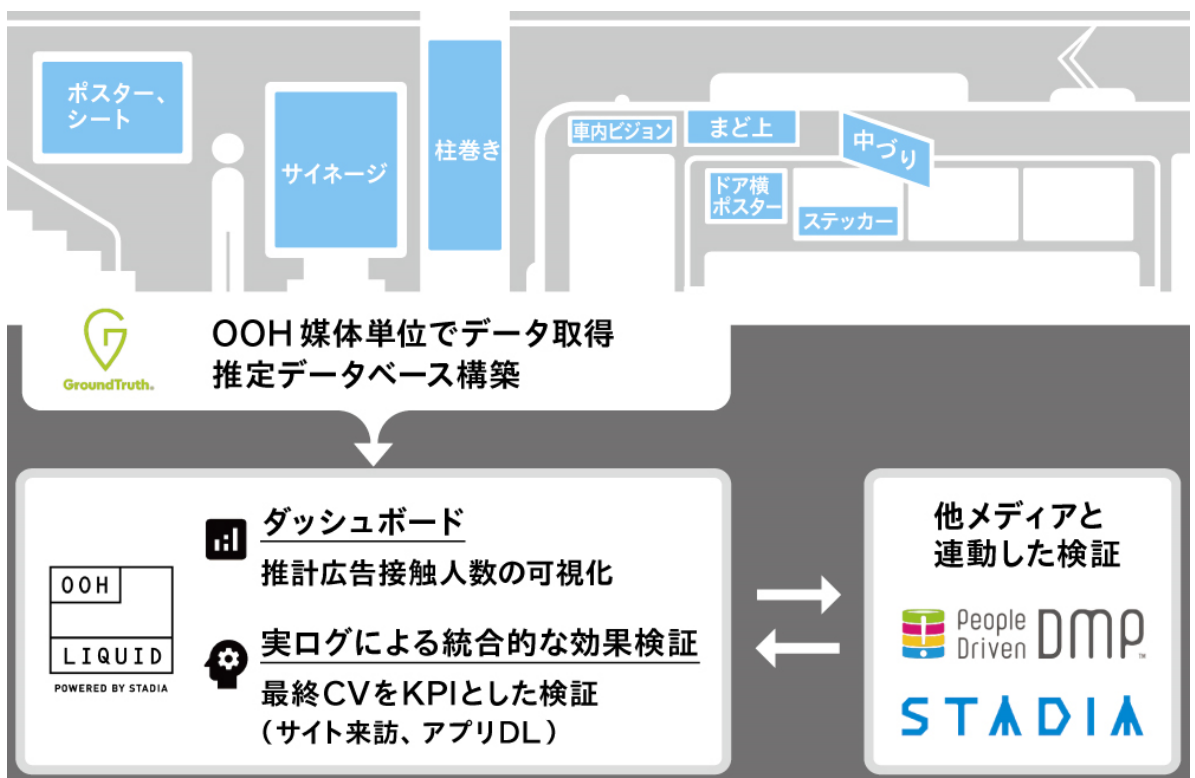 ポスター、
シート
サイネージ
柱巻き
車内ビジョン
まど上
中づり
ドア横
ポスター
ステッカー
GroundTruth.
OOH媒体単位でデータ取得
推定データベース構築
OOH
LIQUID
POWERED BY STADIA
ダッシュボード
推計広告接触人数の可視化
実ログによる統合的な効果検証
最終CVをKPIとした検証
（サイト来訪、アプリDL）
他メディアと
連動した検証
People
Driven
DMP
TM
STADIA